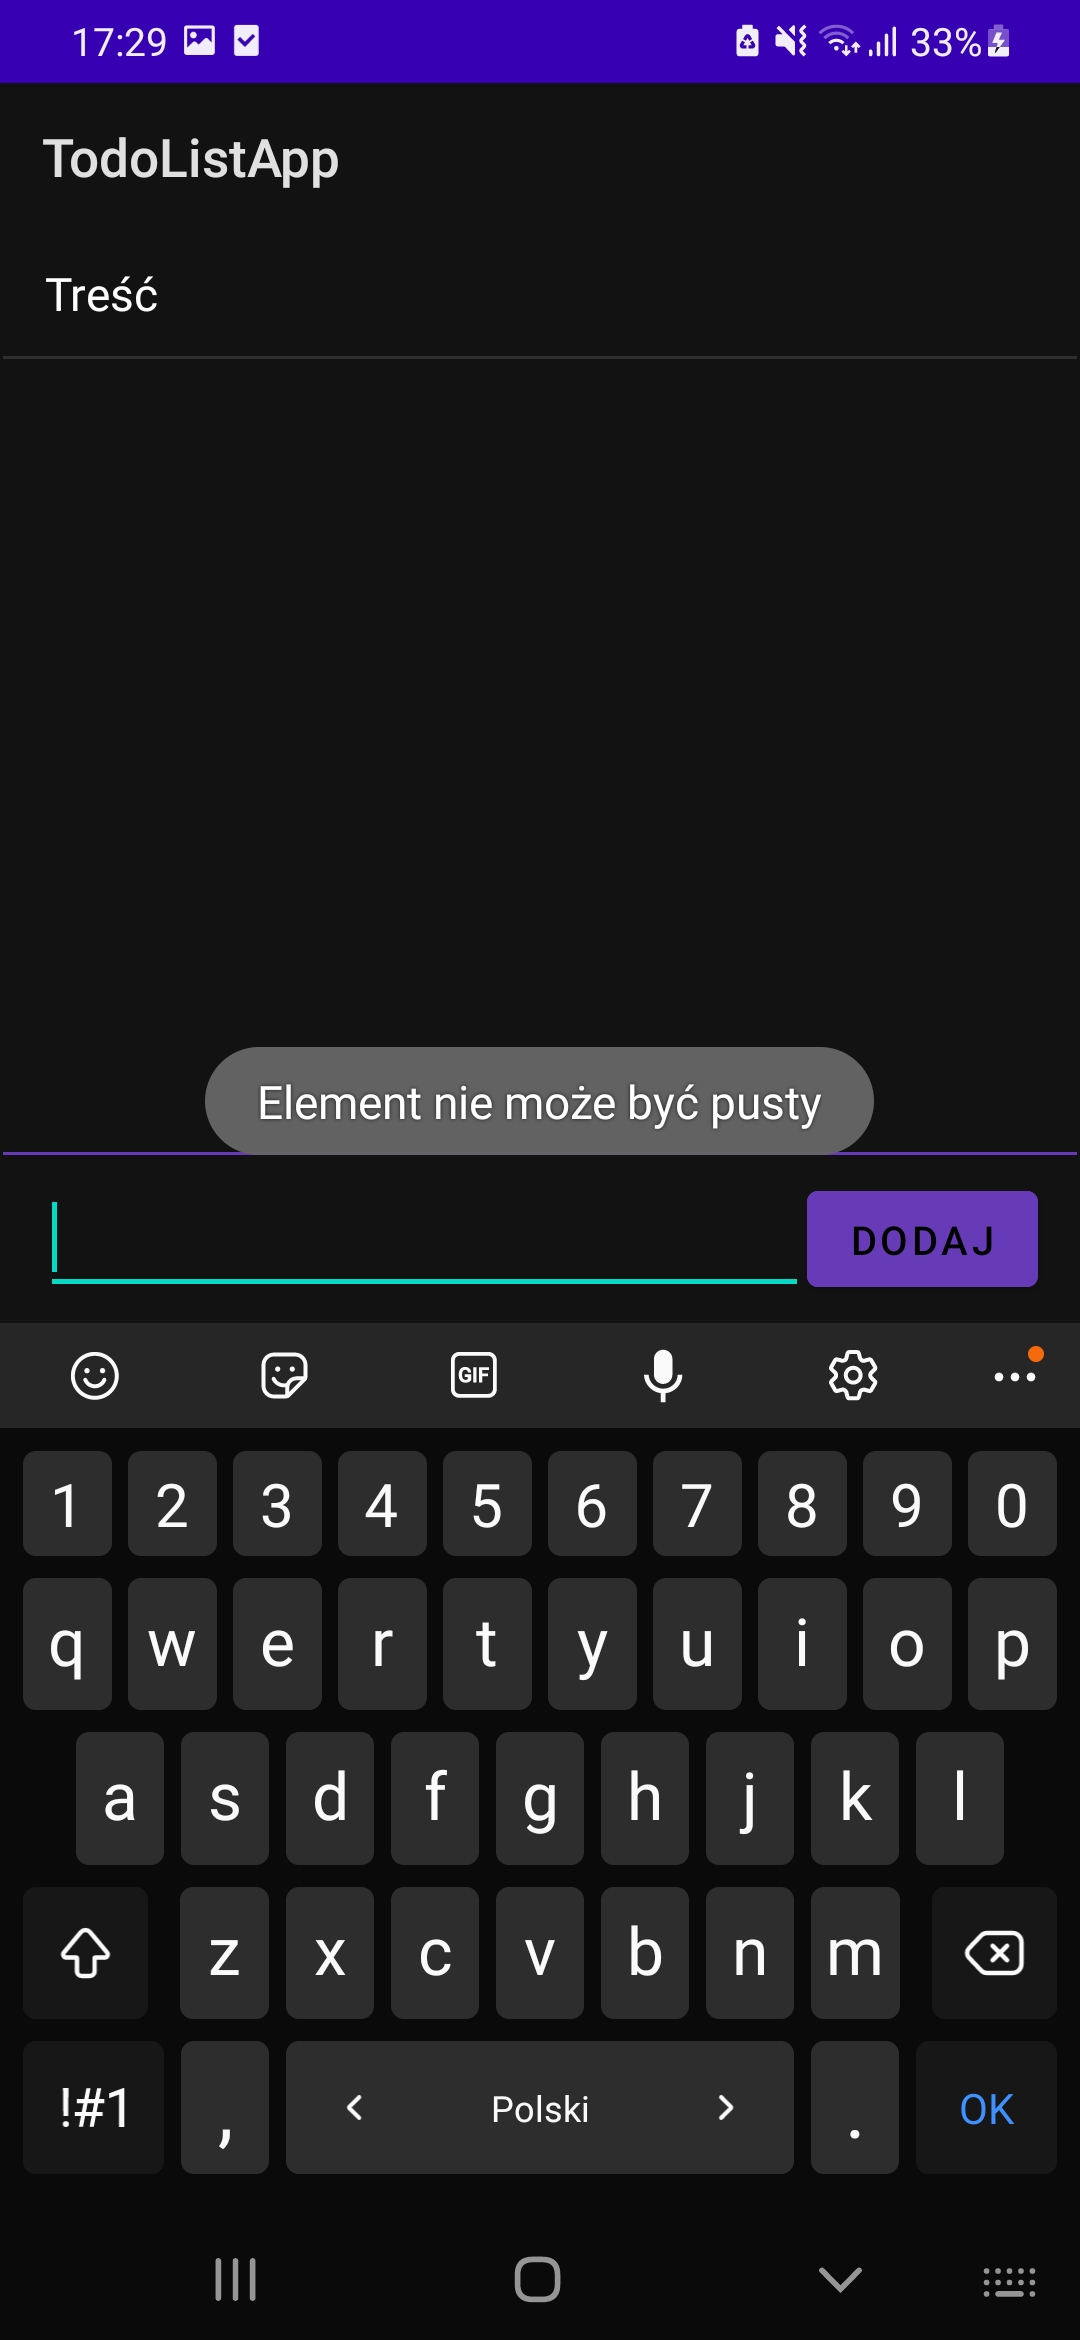 17:29 33%
TodoListApp
Treść
Element nie może być pusty
DODAJ
GIF
1 2 3 4 5 6 7 8 9 0
q w e r t y u i o p
a s d f g h j k l
z x c v b n m
!#1 , < Polski > . OK